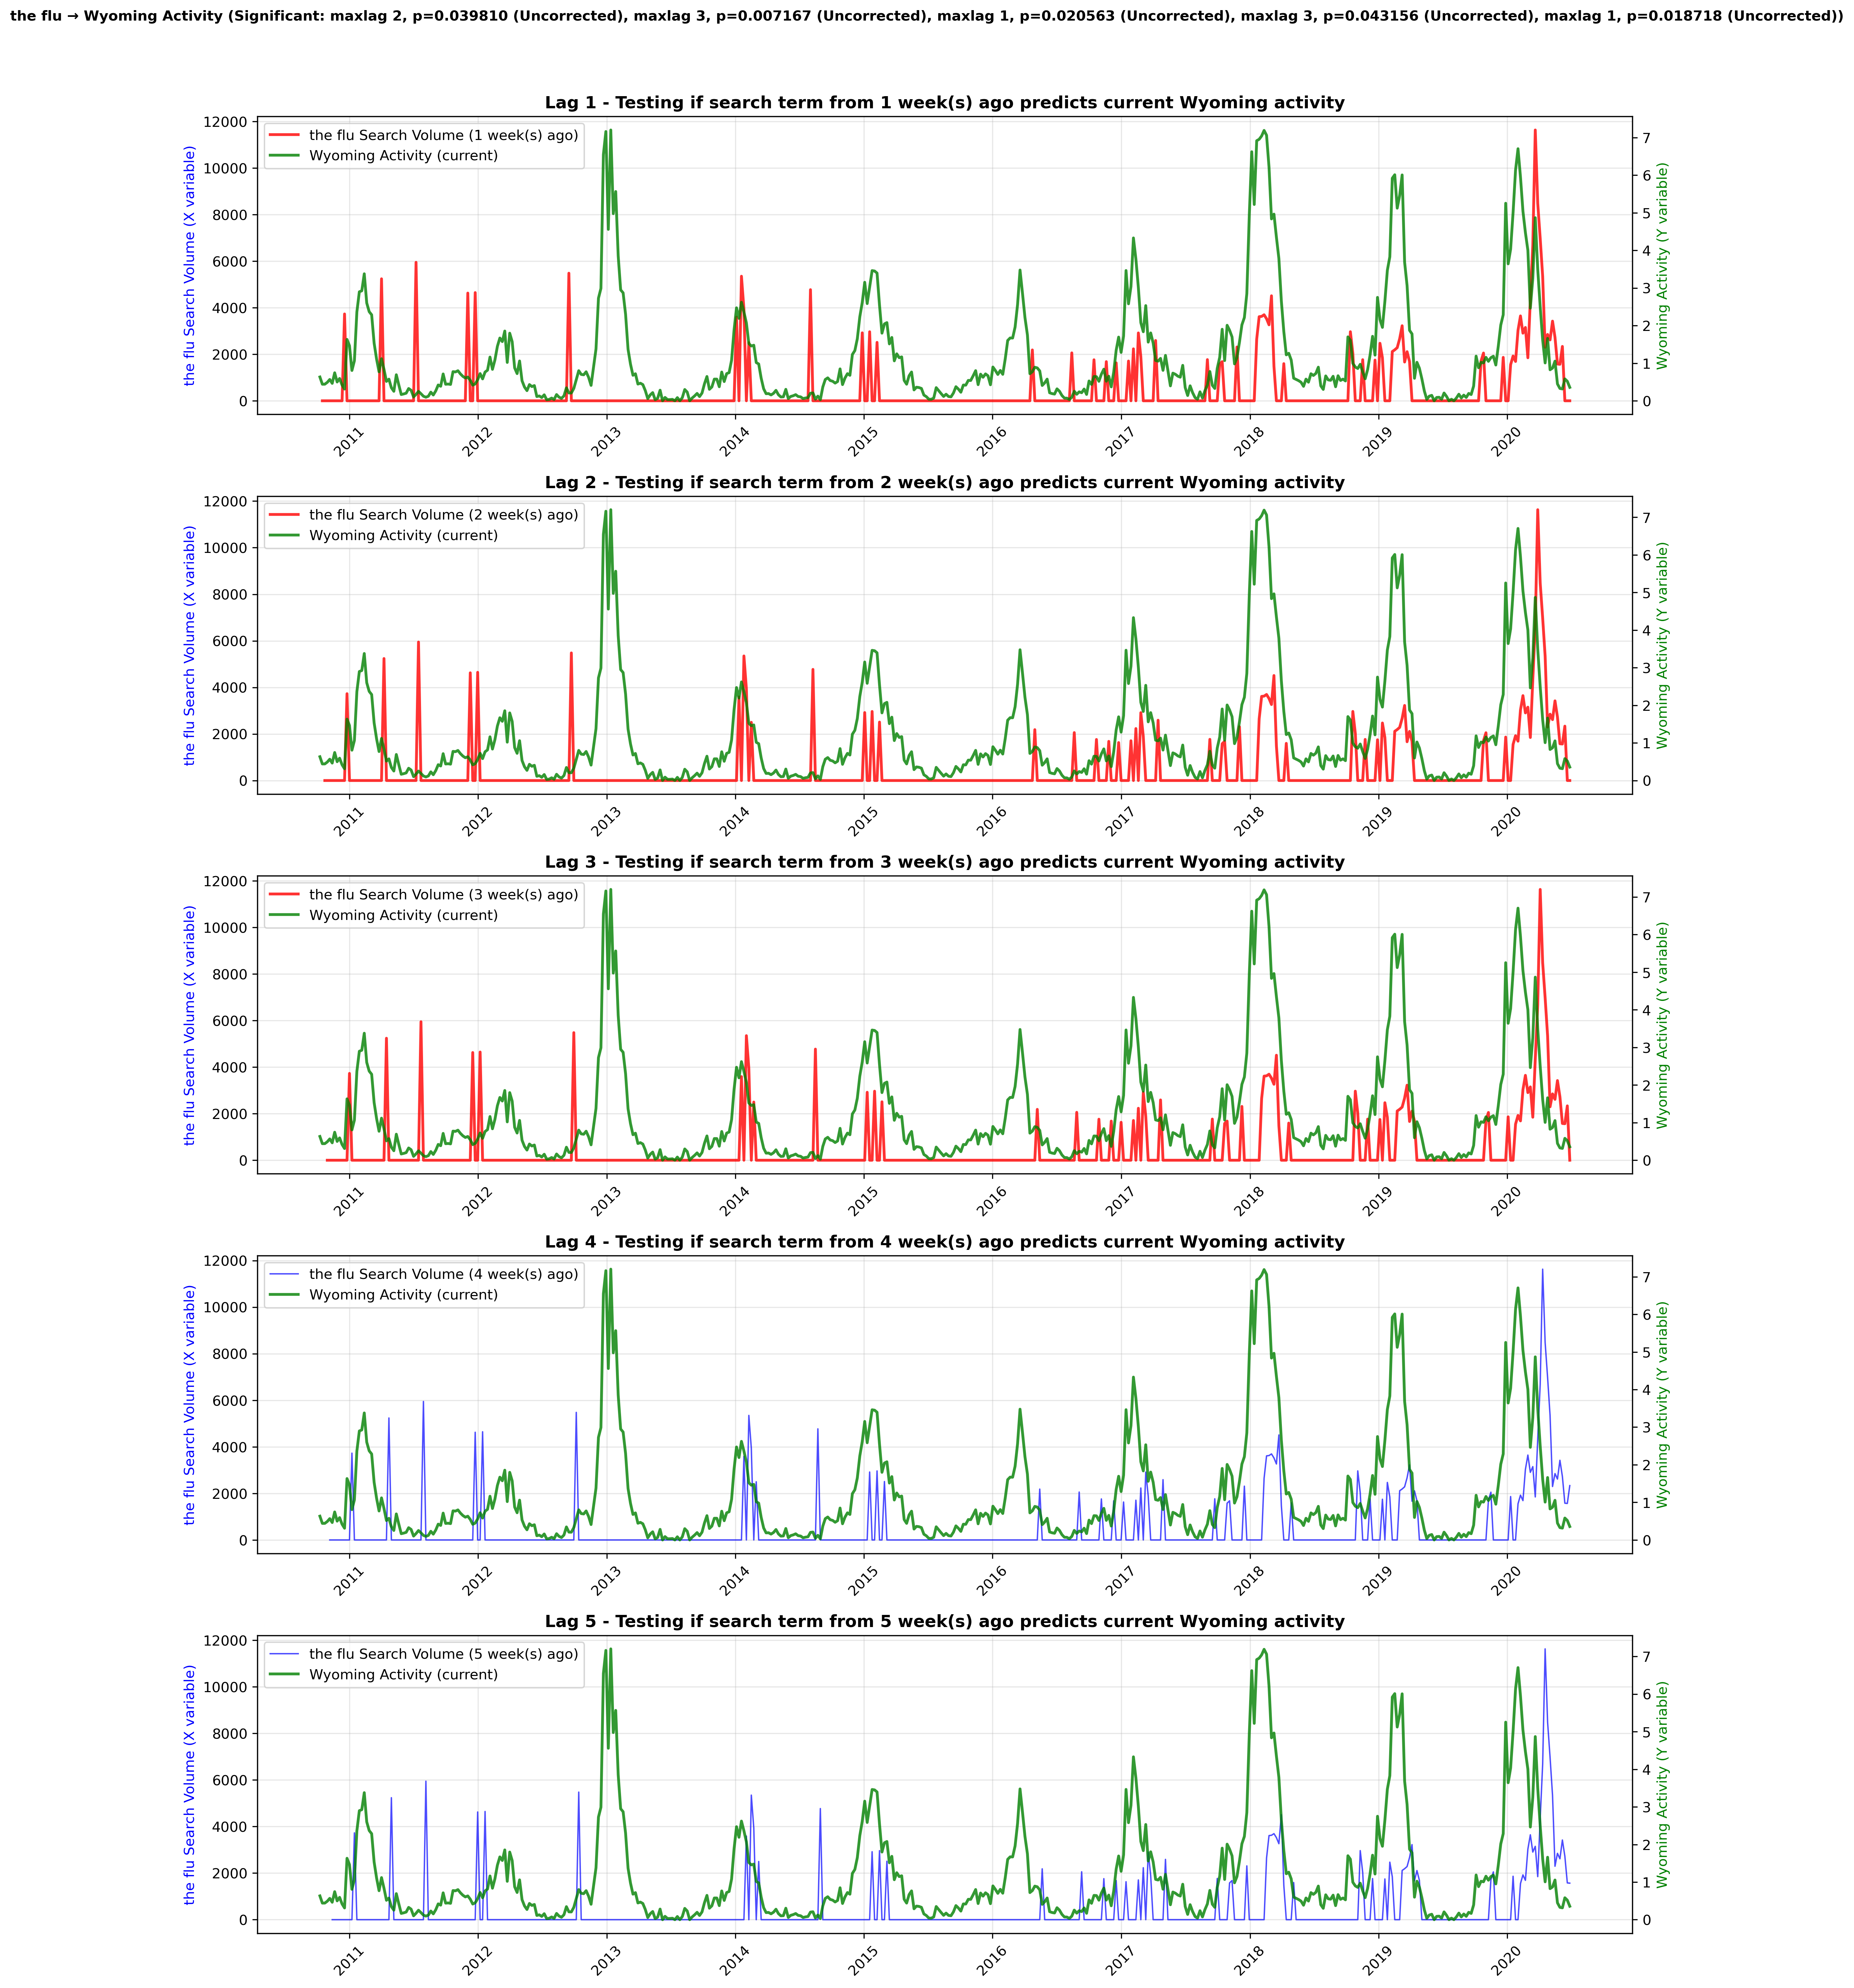 the flu → Wyoming Activity (Significant: maxlag 2, p=0.039810 (Uncorrected), maxlag 3, p=0.007167 (Uncorrected), maxlag 1, p=0.020563 (Uncorrected), maxlag 3, p=0.043156 (Uncorrected), maxlag 1, p=0.018718 (Uncorrected))
Lag 1 - Testing if search term from 1 week(s) ago predicts current Wyoming activity
the flu Search Volume (1 week(s) ago)
Wyoming Activity (current)
the flu Search Volume (X variable)
12000
10000
8000
6000
4000
2000
0
7
6
5
4
3
2
1
0
Wyoming Activity (Y variable)
2011 2012 2013 2014 2015 2016 2017 2018 2019 2020
Lag 2 - Testing if search term from 2 week(s) ago predicts current Wyoming activity
the flu Search Volume (2 week(s) ago)
Wyoming Activity (current)
the flu Search Volume (X variable)
12000
10000
8000
6000
4000
2000
0
7
6
5
4
3
2
1
0
Wyoming Activity (Y variable)
2011 2012 2013 2014 2015 2016 2017 2018 2019 2020
Lag 3 - Testing if search term from 3 week(s) ago predicts current Wyoming activity
the flu Search Volume (3 week(s) ago)
Wyoming Activity (current)
the flu Search Volume (X variable)
12000
10000
8000
6000
4000
2000
0
7
6
5
4
3
2
1
0
Wyoming Activity (Y variable)
2011 2012 2013 2014 2015 2016 2017 2018 2019 2020
Lag 4 - Testing if search term from 4 week(s) ago predicts current Wyoming activity
the flu Search Volume (4 week(s) ago)
Wyoming Activity (current)
the flu Search Volume (X variable)
12000
10000
8000
6000
4000
2000
0
7
6
5
4
3
2
1
0
Wyoming Activity (Y variable)
2011 2012 2013 2014 2015 2016 2017 2018 2019 2020
Lag 5 - Testing if search term from 5 week(s) ago predicts current Wyoming activity
the flu Search Volume (5 week(s) ago)
Wyoming Activity (current)
the flu Search Volume (X variable)
12000
10000
8000
6000
4000
2000
0
7
6
5
4
3
2
1
0
Wyoming Activity (Y variable)
2011 2012 2013 2014 2015 2016 2017 2018 2019 2020